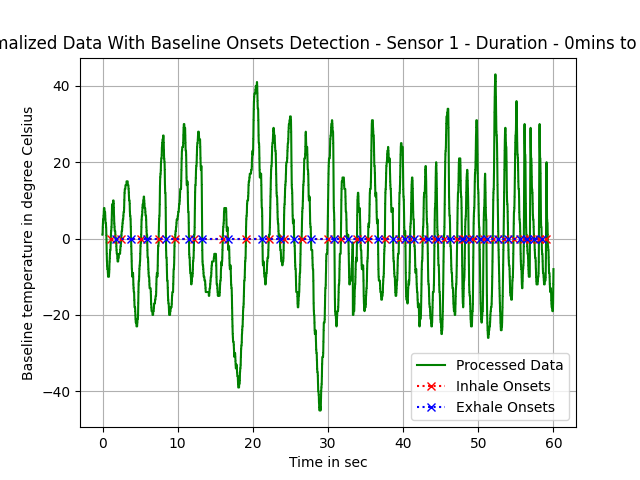 malized Data With Baseline Onsets Detection - Sensor 1 - Duration - 0mins to
Baseline temperature in degree Celsius
40
20
0
−20
−40
Processed Data
Inhale Onsets
Exhale Onsets
0 10 20 30 40 50 60
Time in sec